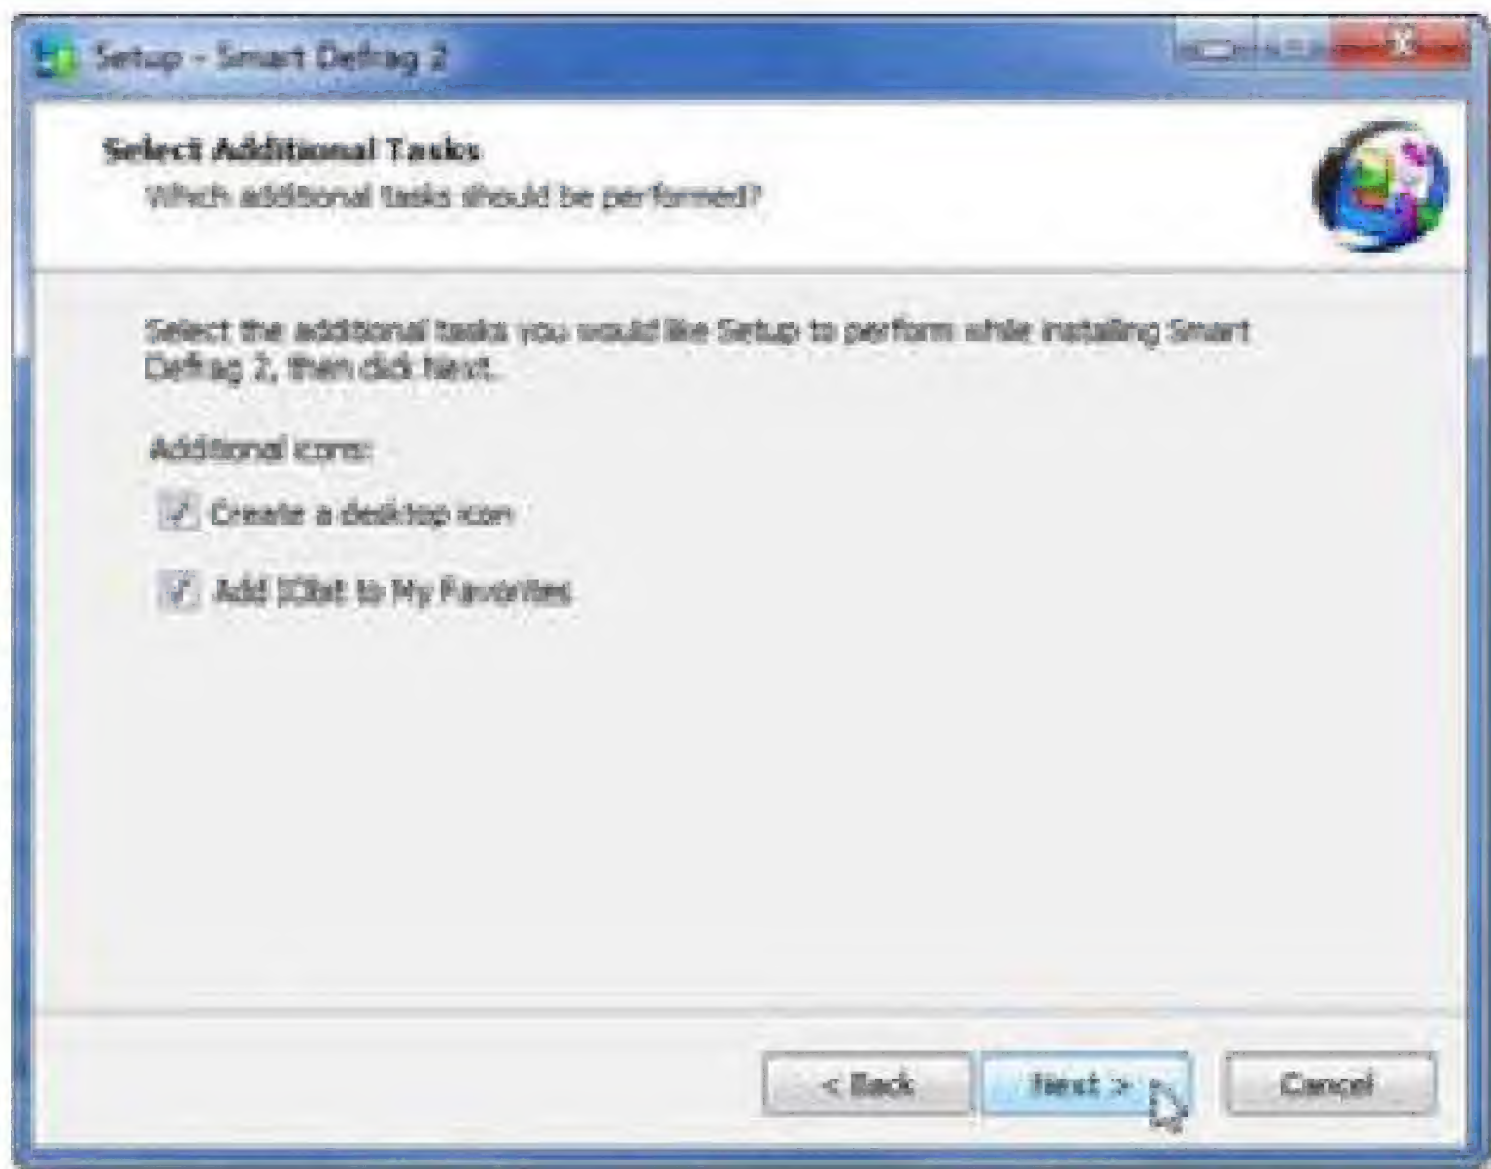 Setup - Smart Defrag 2
Select Additional Tasks
Which additional tasks should be performed?
Select the additional tasks you would like Setup to perform while installing Smart
Defrag 2, then click Next.
Additional icons:
Create a desktop icon
Add IObit to My Favorites
< Back
Next >
Cancel